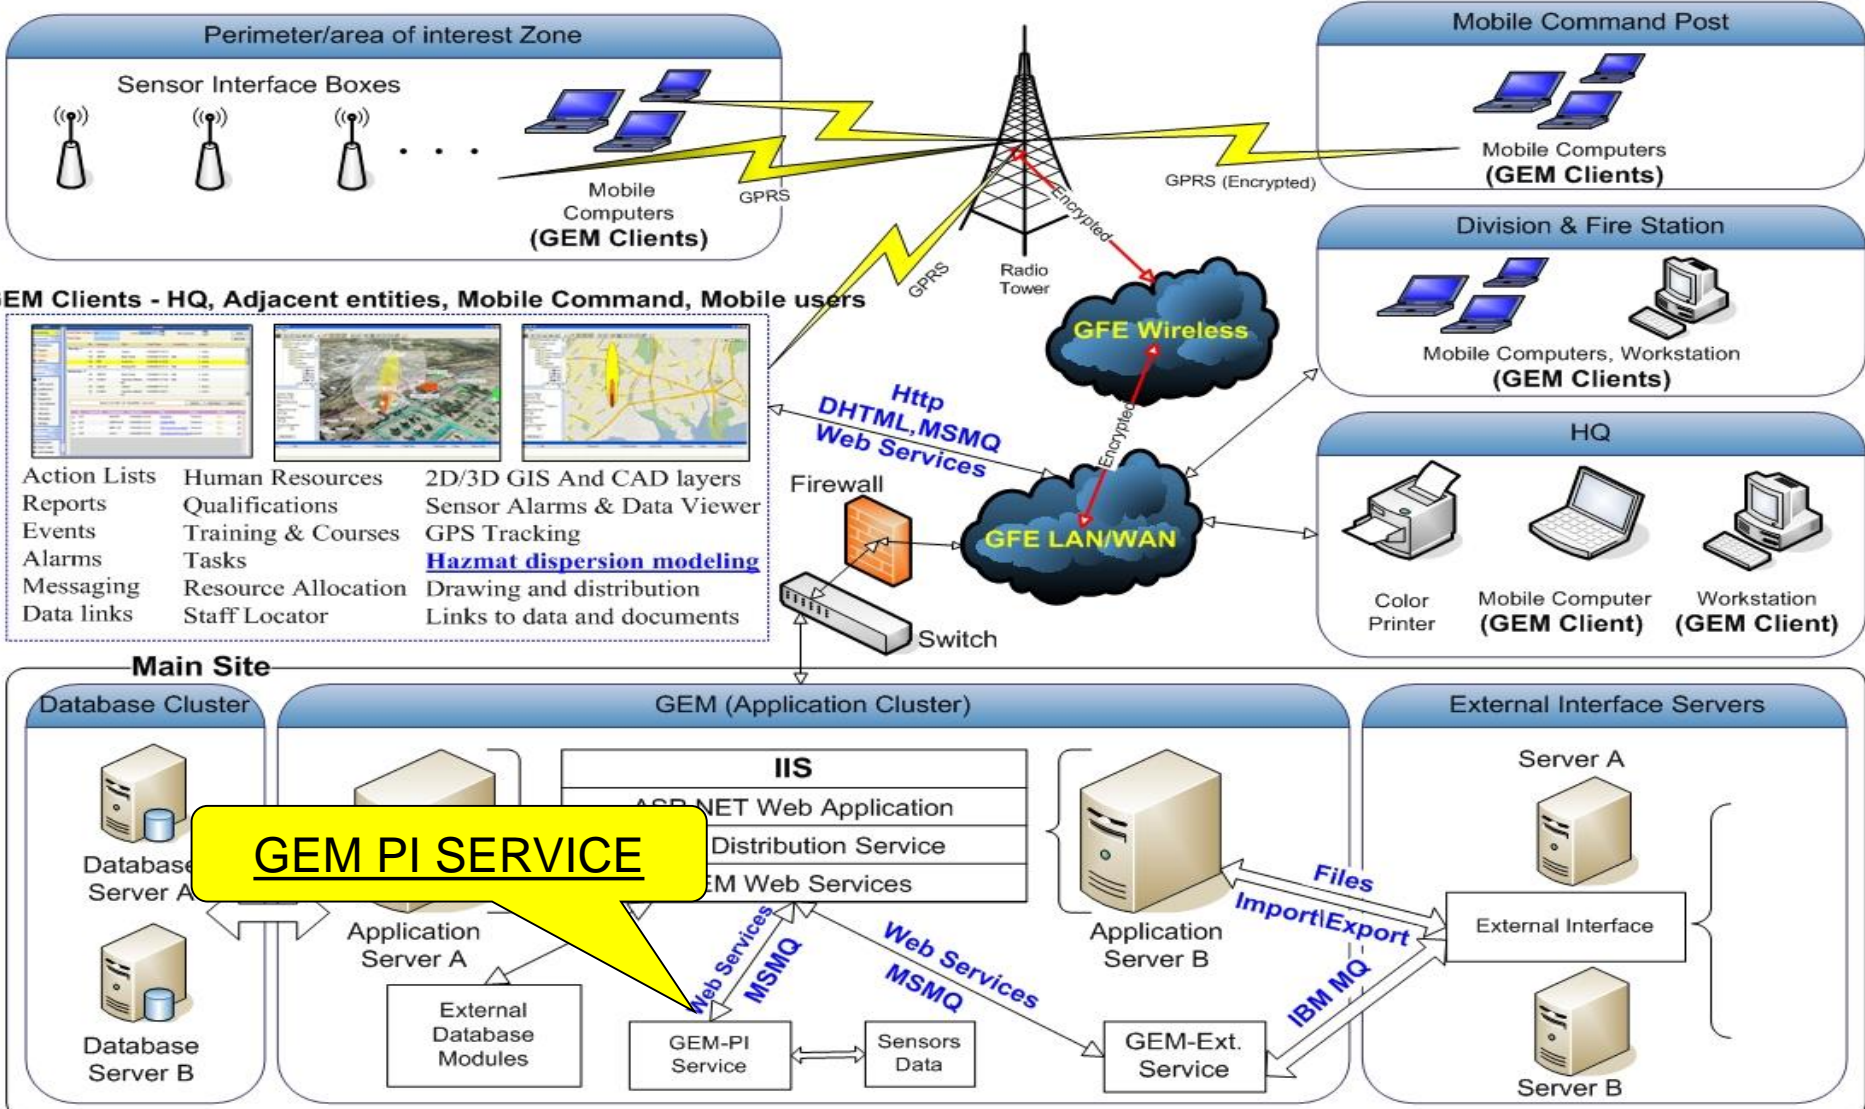 Perimeter/area of interest Zone
Sensor Interface Boxes
Mobile
Computers
(GEM Clients)
GPRS
Radio
Tower
GPRS
GPRS (Encrypted)
Encrypted
Mobile Command Post
Mobile Computers
(GEM Clients)
Division & Fire Station
Mobile Computers, Workstation
(GEM Clients)
GEM Clients - HQ, Adjacent entities, Mobile Command, Mobile users
Action Lists
Reports
Events
Alarms
Messaging
Data links
Human Resources
Qualifications
Training & Courses
Tasks
Resource Allocation
Staff Locator
2D/3D GIS And CAD layers
Sensor Alarms & Data Viewer
GPS Tracking
Hazmat dispersion modeling
Drawing and distribution
Links to data and documents
GFE Wireless
Encrypted
Http
DHTML,MSMQ
Web Services
GFE LAN/WAN
Firewall
Switch
HQ
Color
Printer
Mobile Computer
(GEM Client)
Workstation
(GEM Client)
Main Site
Database Cluster
Database
Server A
Database
Server B
GEM (Application Cluster)
Application
Server A
IIS
NET Web Application
Distribution Service
Web Services
GEM PI SERVICE
Application
Server B
External
Database
Modules
Web Services
MSMQ
GEM-PI
Service
Sensors
Data
Web Services
MSMQ
GEM-Ext.
Service
Files
Import\Export
IBM MQ
External Interface Servers
Server A
External Interface
Server B